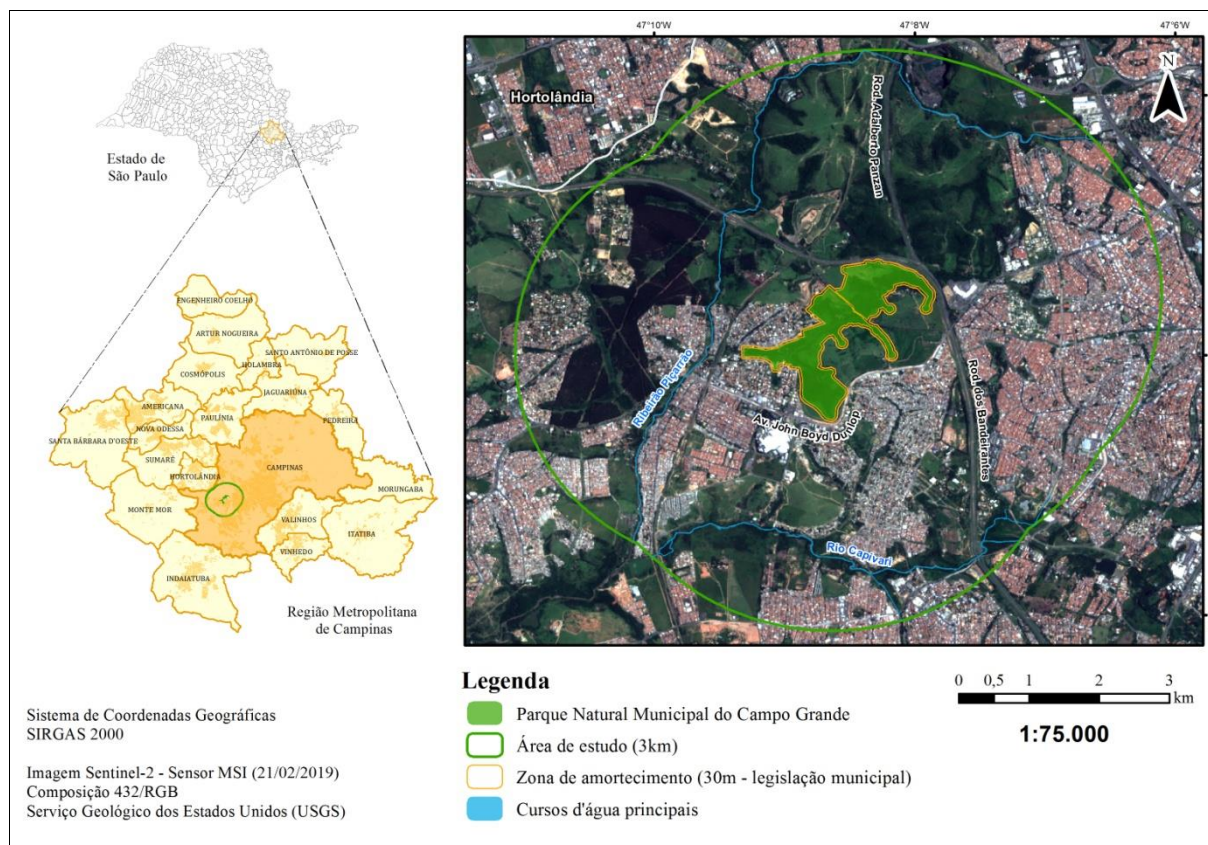 Estado de
São Paulo
ENGENHEIRO COELHO
ARTUR NOGUEIRA
SANTO ANTÔNIO DE POSSE
HOLAMBRA
COSMÓPOLIS
JAGUARIÚNA
AMERICANA
PAULÍNIA
PEDREIRA
NOVA ODESSA
SANTA BÁRBARA D'OESTE
SUMARÉ
CAMPINAS
HORTOLÂNDIA
MORUNGABA
MONTE MOR
VALINHOS
ITATIBA
VINHEDO
INDAIATUBA
Região Metropolitana
de Campinas
47°10'W
47°8'W
47°6'W
N
Hortolândia
Rod. Adalberto Panzan
Ribeirão Piçarrão
Av. John Boyd Dunlop
Rod. dos Bandeirantes
Rio Capivari
Sistema de Coordenadas Geográficas
SIRGAS 2000
Imagem Sentinel-2 - Sensor MSI (21/02/2019)
Composição 432/RGB
Serviço Geológico dos Estados Unidos (USGS)
Legenda
Parque Natural Municipal do Campo Grande
Área de estudo (3km)
Zona de amortecimento (30m - legislação municipal)
Cursos d'água principais
0 0,5 1 2 3
km
1:75.000